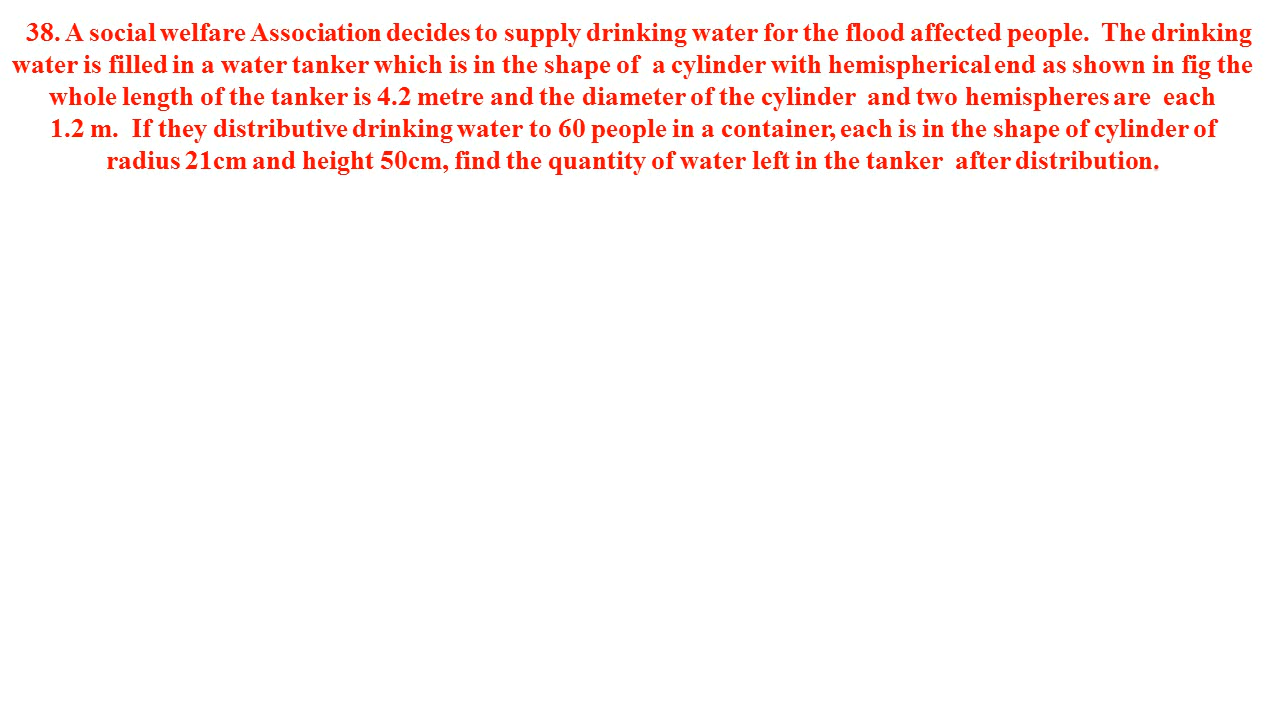 38. A social welfare Association decides to supply drinking water for the flood affected people. The drinking
water is filled in a water tanker which is in the shape of a cylinder with hemispherical end as shown in fig the
whole length of the tanker is 4.2 metre and the diameter of the cylinder and two hemispheres are each
1.2 m. If they distributive drinking water to 60 people in a container, each is in the shape of cylinder of
radius 21cm and height 50cm, find the quantity of water left in the tanker after distribution.